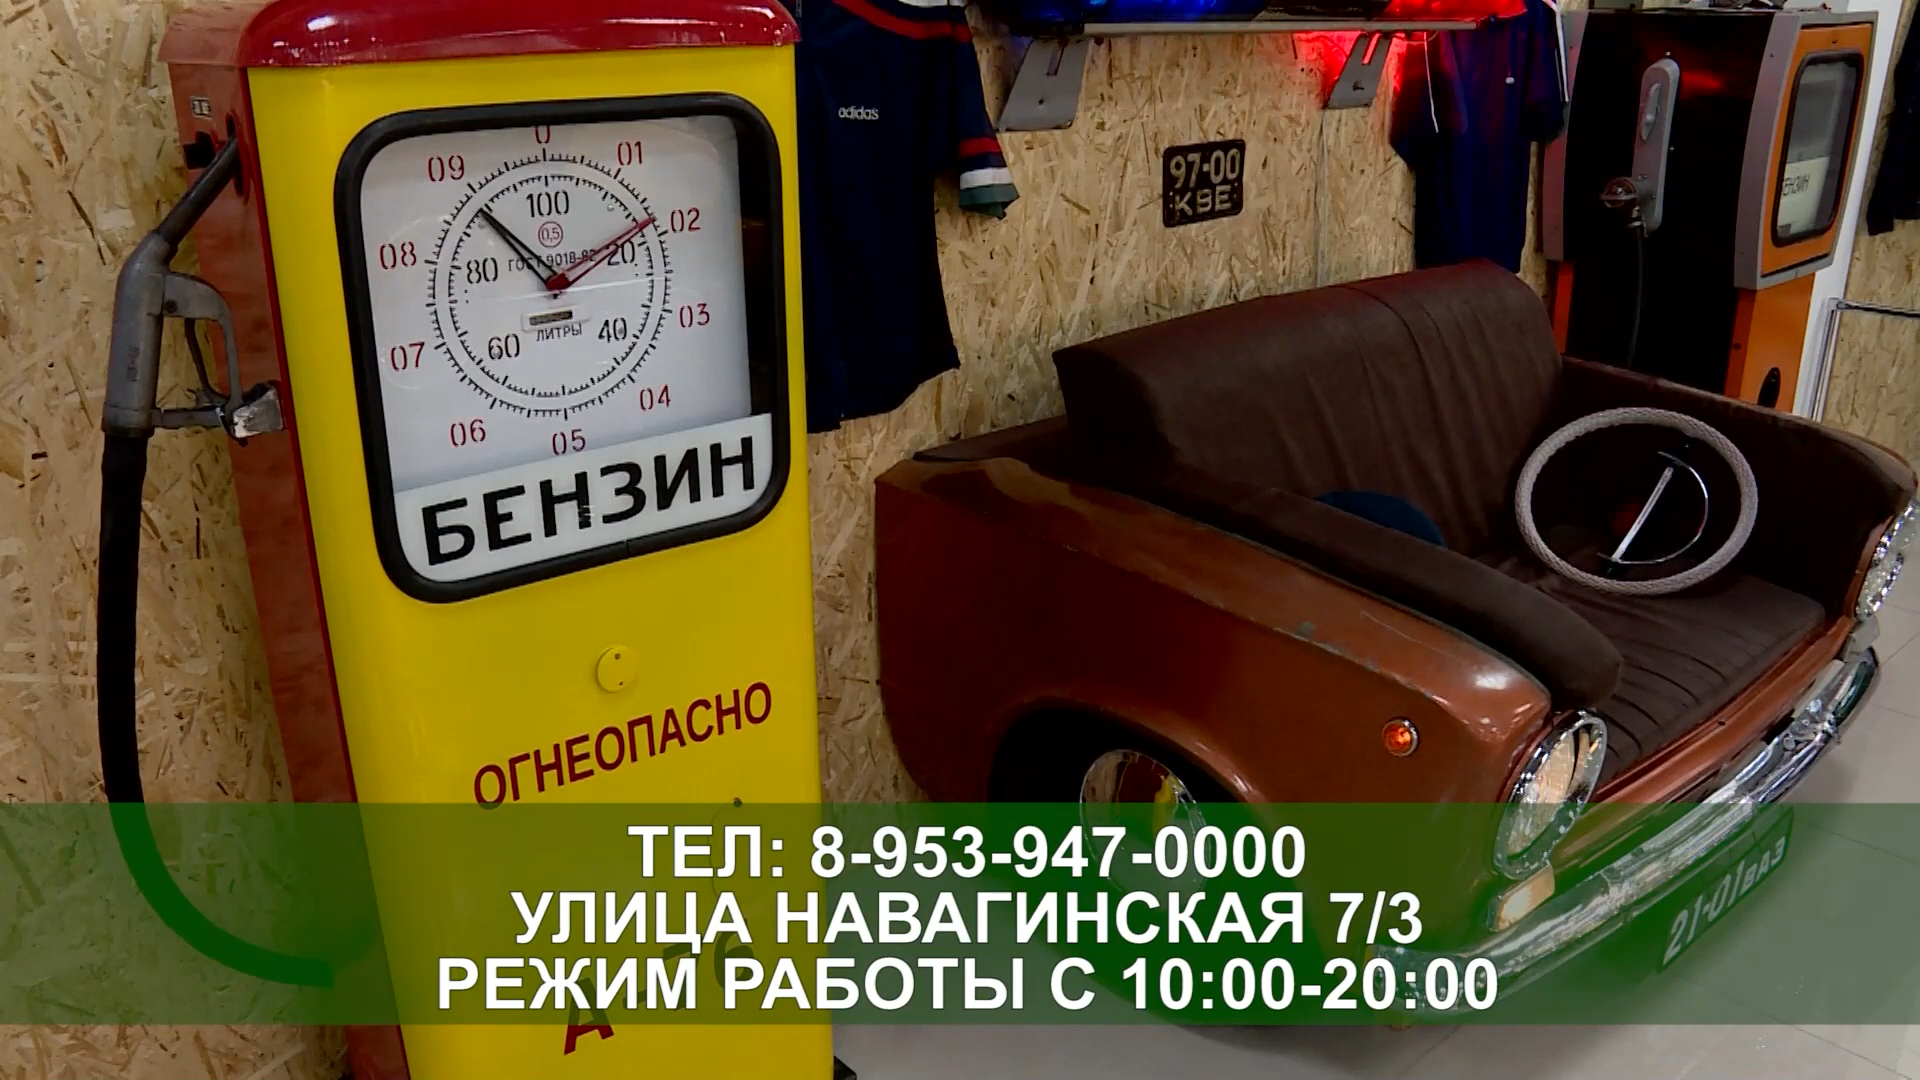 adidas
97-00
КВЕ
0
01
02
03
04
05
06
07
08
09
100
20
40
60
80
0,5
ГОСТ 9018-82
ЛИТРЫ
БЕНЗИН
БЕНЗИН
ОГНЕОПАСНО
А-76
21-01 ВАЗ
ТЕЛ: 8-953-947-0000
УЛИЦА НАВАГИНСКАЯ 7/3
РЕЖИМ РАБОТЫ С 10:00-20:00